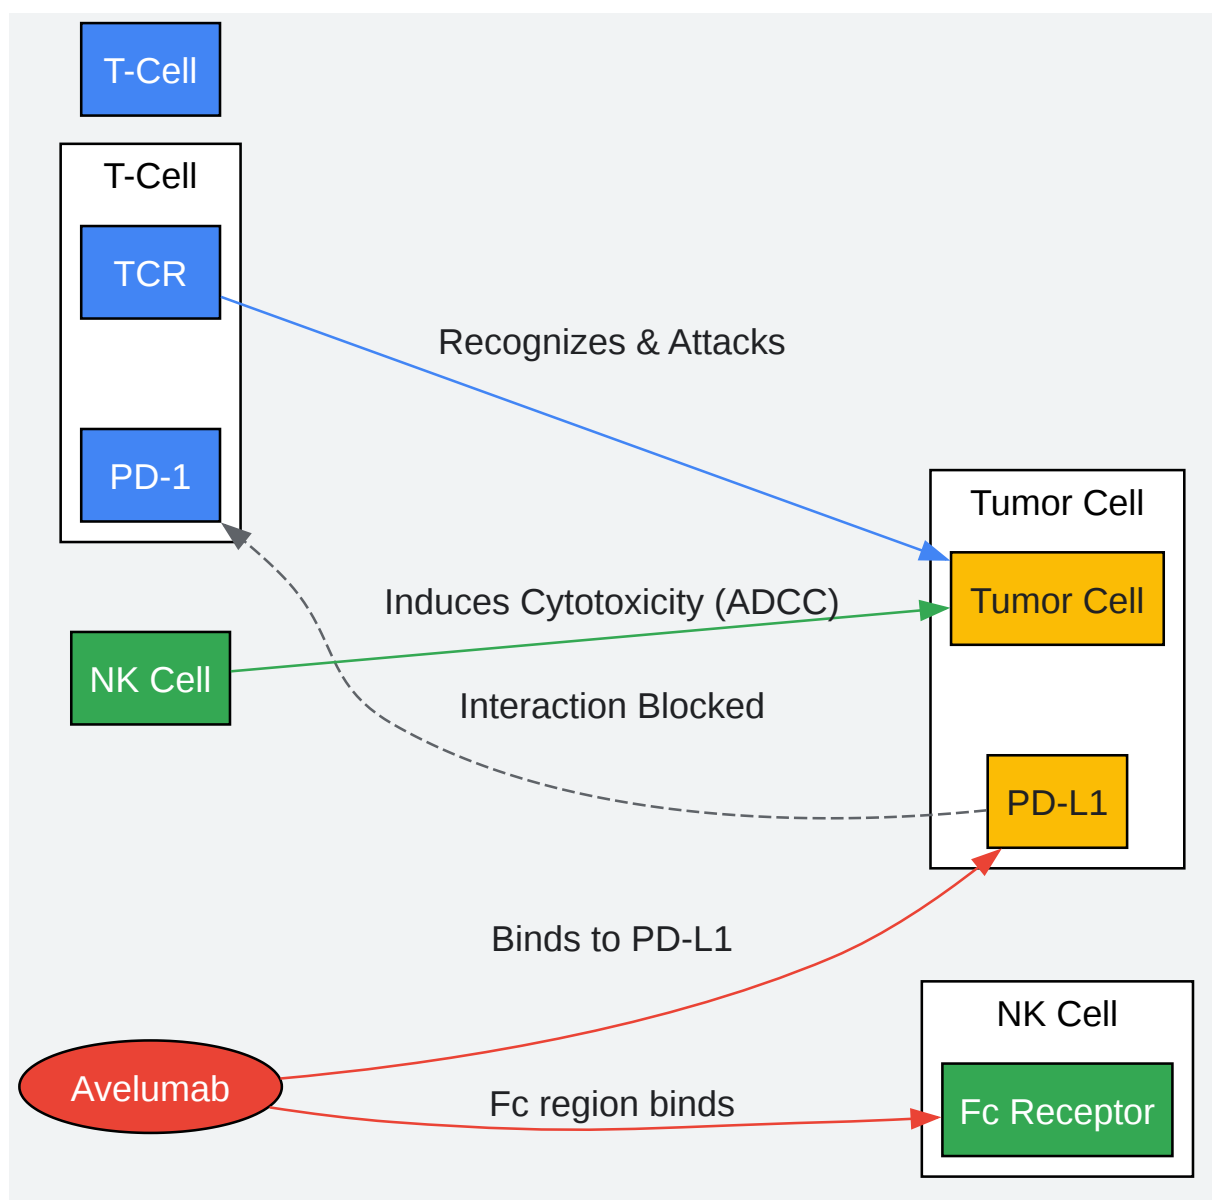 T-Cell
T-Cell
TCR
Recognizes & Attacks
PD-1
Tumor Cell
Induces Cytotoxicity (ADCC)
Tumor Cell
NK Cell
Interaction Blocked
PD-L1
Binds to PD-L1
NK Cell
Avelumab
Fc region binds
Fc Receptor